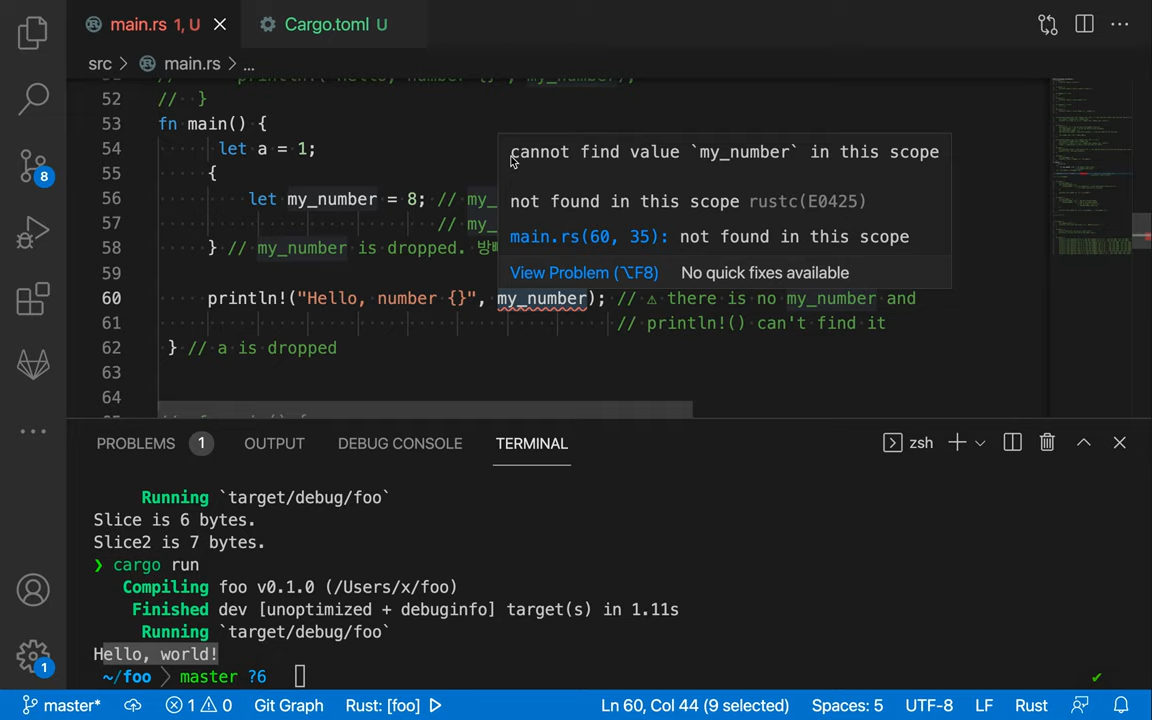 main.rs 1, U
Cargo.toml U
src > main.rs > ...
println!("Hello, number {}", my_number);
52 // }
53 fn main() {
54 let a = 1;
55 {
56 let my_number = 8; // my_
57 // my_
58 } // my_number is dropped.
59
60 println!("Hello, number {}", my_number); // ⚠ there is no my_number and
61 // println!() can't find it
62 } // a is dropped
63
64
cannot find value `my_number` in this scope
not found in this scope rustc(E0425)
main.rs(60, 35): not found in this scope
View Problem (⌥F8) No quick fixes available
8
PROBLEMS 1 OUTPUT DEBUG CONSOLE TERMINAL zsh
Running `target/debug/foo`
Slice is 6 bytes.
Slice2 is 7 bytes.
❯ cargo run
Compiling foo v0.1.0 (/Users/x/foo)
Finished dev [unoptimized + debuginfo] target(s) in 1.11s
Running `target/debug/foo`
Hello, world!
~/foo master ?6
1
master* 1 0 Git Graph Rust: [foo] Ln 60, Col 44 (9 selected) Spaces: 5 UTF-8 LF Rust